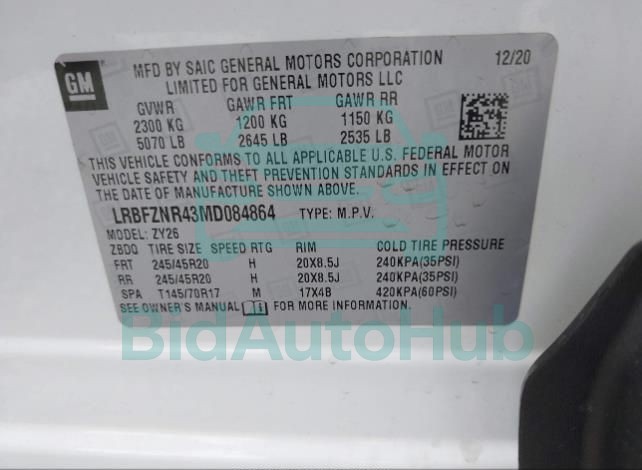 GM
MFD BY SAIC GENERAL MOTORS CORPORATION 12/20
LIMITED FOR GENERAL MOTORS LLC
GVWR GAWR FRT GAWR RR
2300 KG 1200 KG 1150 KG
5070 LB 2645 LB 2535 LB
THIS VEHICLE CONFORMS TO ALL APPLICABLE U.S. FEDERAL MOTOR
VEHICLE SAFETY AND THEFT PREVENTION STANDARDS IN EFFECT ON
THE DATE OF MANUFACTURE SHOWN ABOVE.
LRBFZNR43MD084864 TYPE: M.P.V.
MODEL: ZY26
ZBDQ TIRE SIZE SPEED RTG RIM COLD TIRE PRESSURE
FRT 245/45R20 H 20X8.5J 240KPA(35PSI)
RR 245/45R20 H 20X8.5J 240KPA(35PSI)
SPA T145/70R17 M 17X4B 420KPA(60PSI)
SEE OWNER'S MANUAL FOR MORE INFORMATION
BidAutoHub